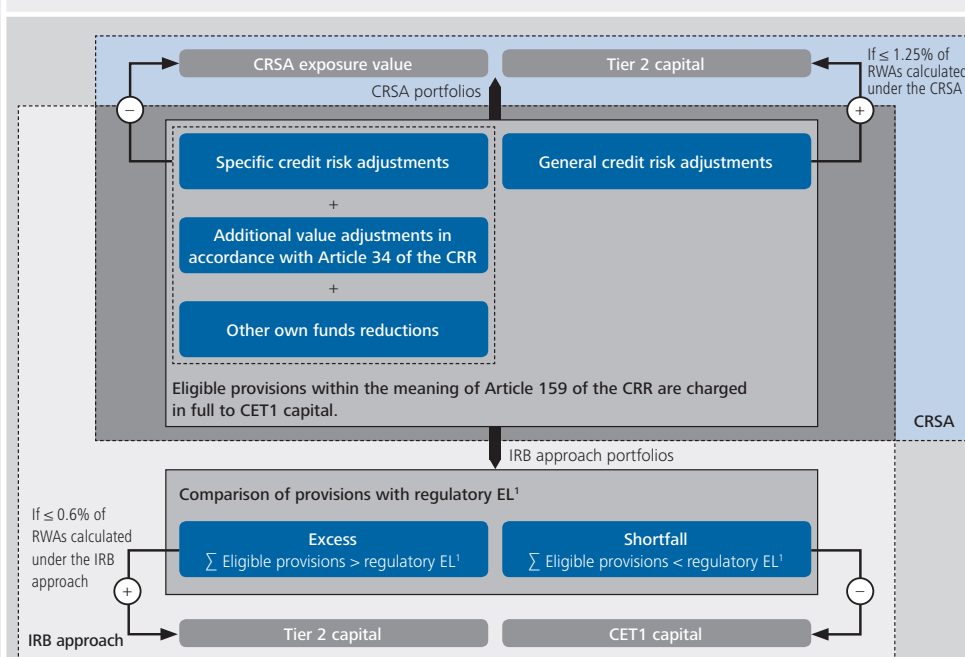 CRSA exposure value
Tier 2 capital
If ≤ 1.25% of
RWAs calculated
under the CRSA
CRSA portfolios
−
+
Specific credit risk adjustments
General credit risk adjustments
+
Additional value adjustments in
accordance with Article 34 of the CRR
+
Other own funds reductions
Eligible provisions within the meaning of Article 159 of the CRR are charged
in full to CET1 capital.
CRSA
IRB approach portfolios
Comparison of provisions with regulatory EL¹
If ≤ 0.6% of
RWAs calculated
under the IRB
approach
Excess
∑ Eligible provisions > regulatory EL¹
Shortfall
∑ Eligible provisions < regulatory EL¹
+
−
IRB approach
Tier 2 capital
CET1 capital